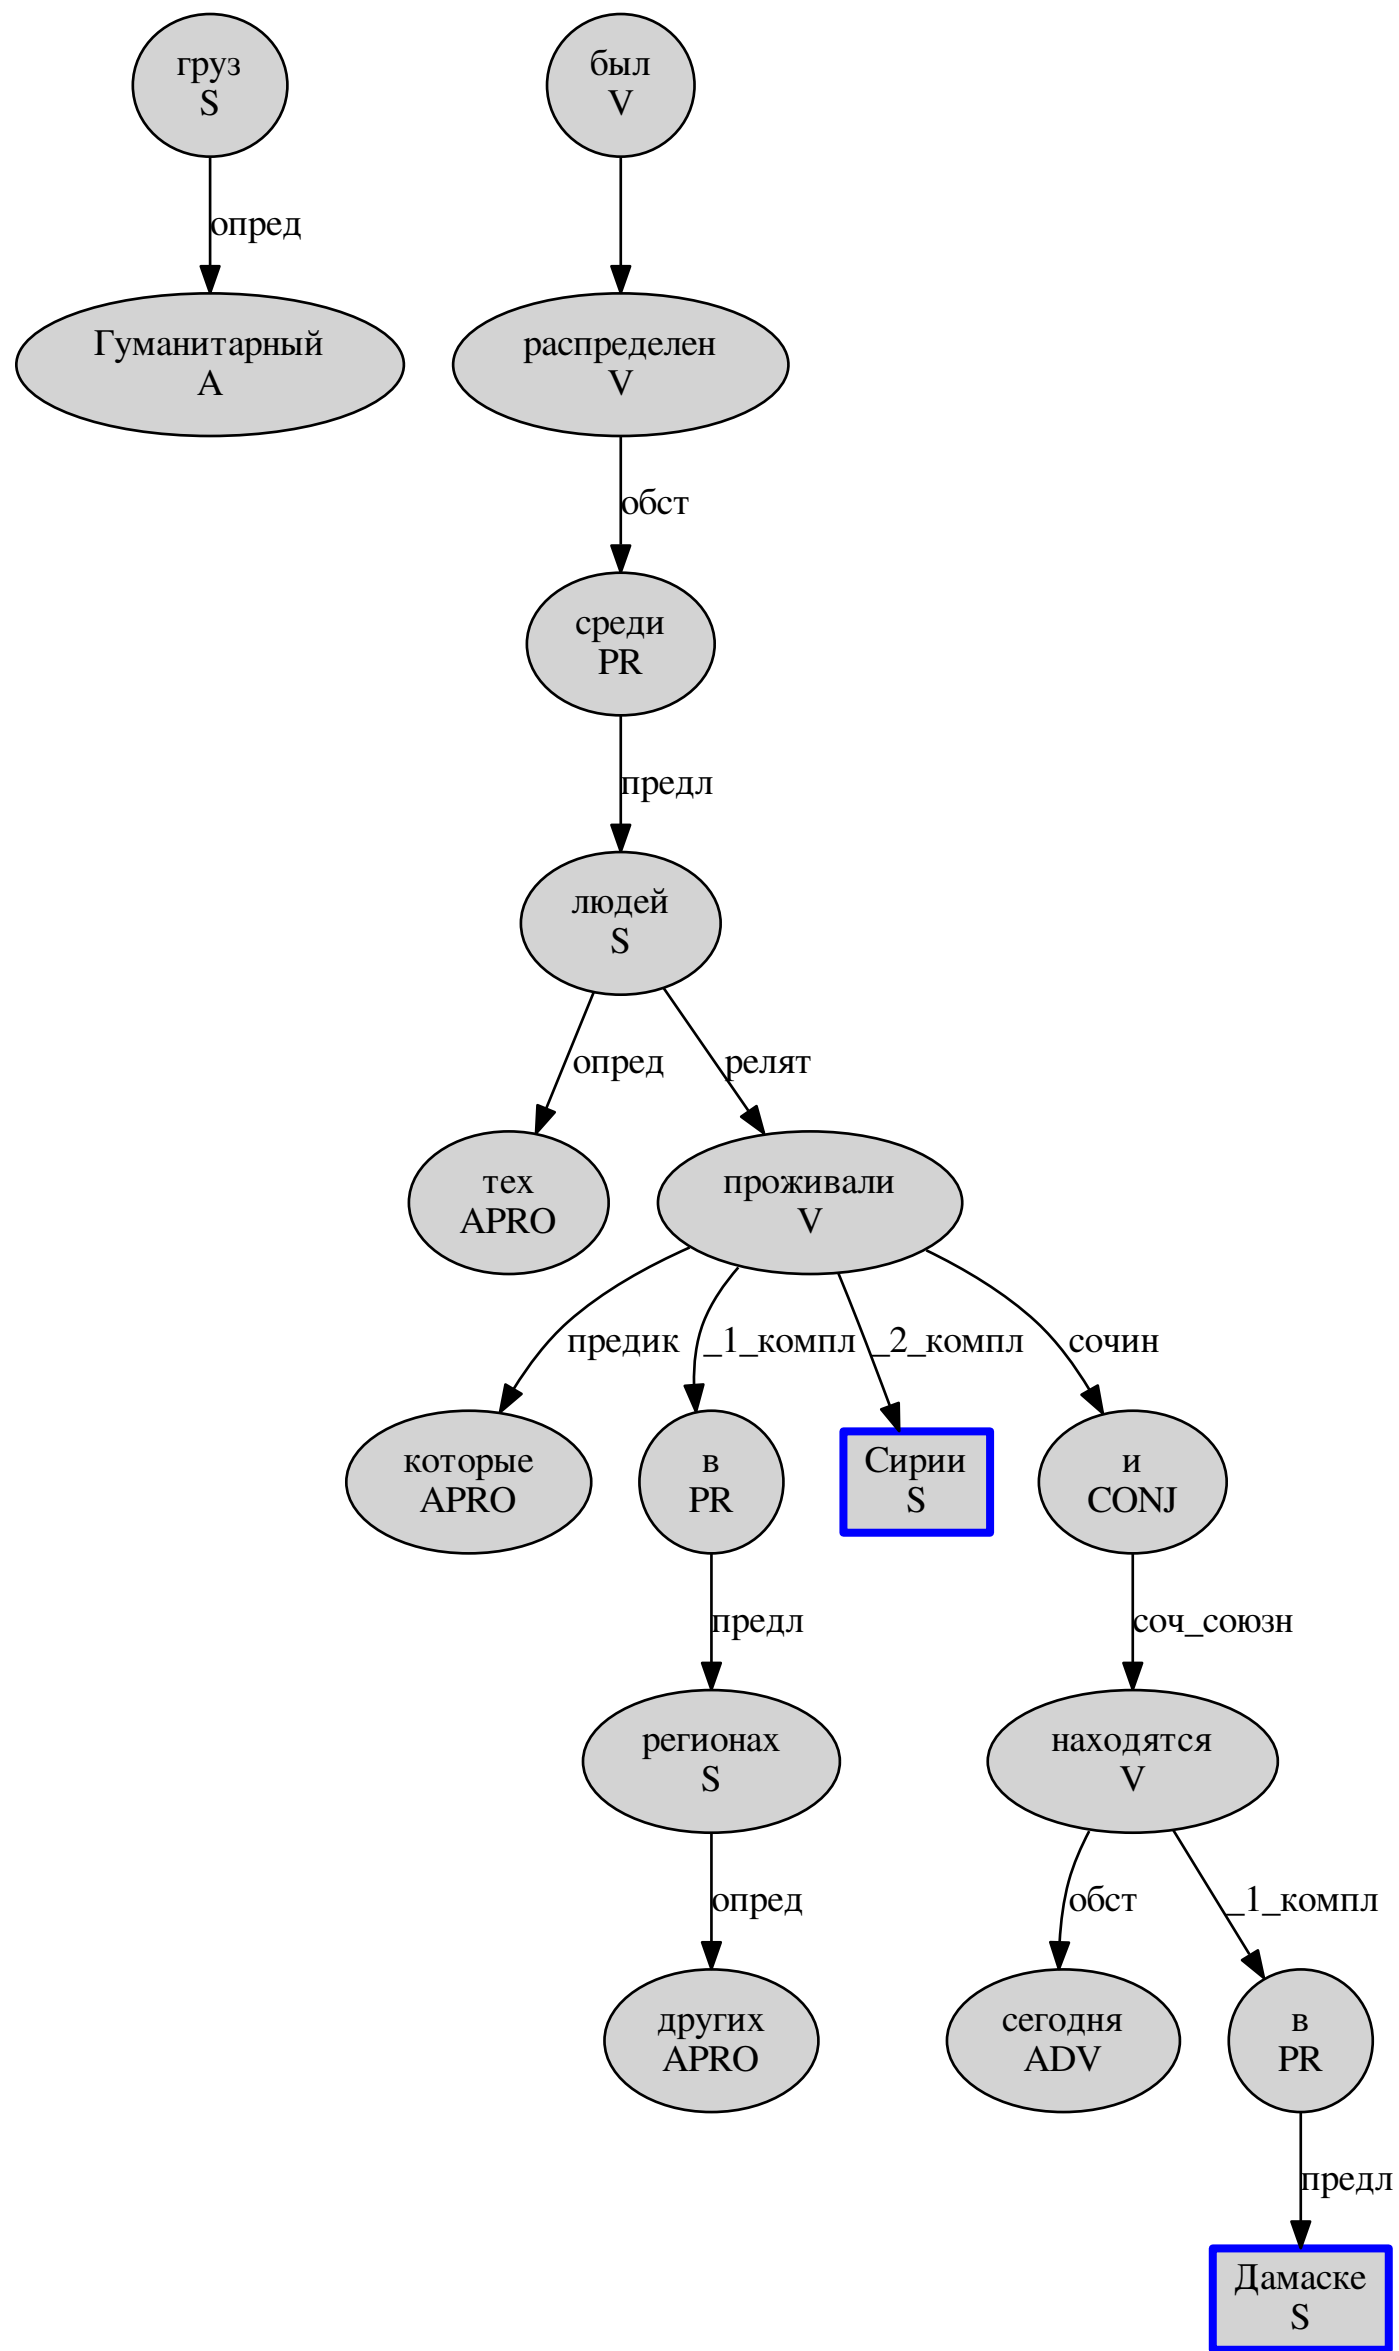 груз
S
был
V
опред
Гуманитарный
A
распределен
V
обст
среди
PR
предл
людей
S
опред
релят
тех
APRO
проживали
V
предик
_1_компл
_2_компл
сочин
которые
APRO
в
PR
Сирии
S
и
CONJ
предл
соч_союзн
регионах
S
находятся
V
опред
обст
_1_компл
других
APRO
сегодня
ADV
в
PR
предл
Дамаске
S